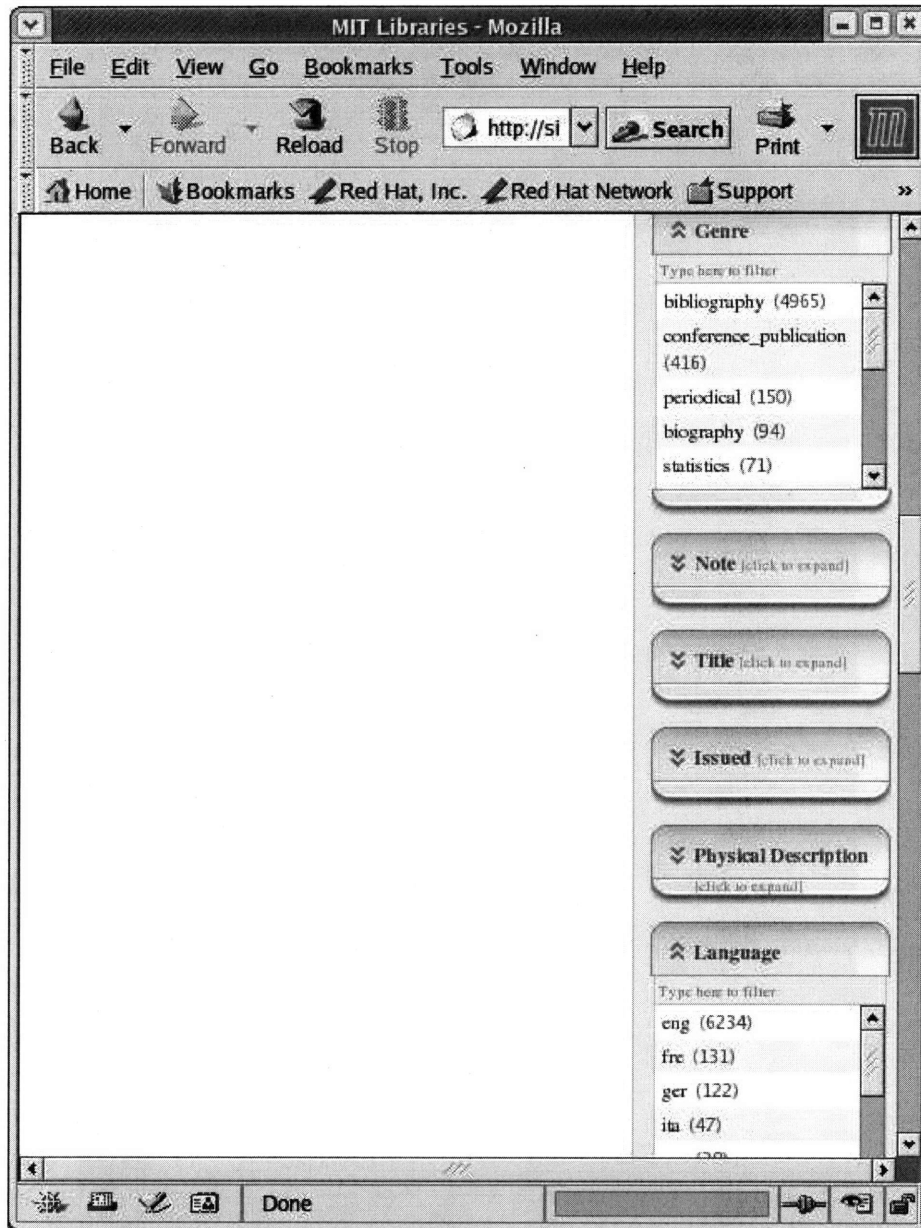 MIT Libraries - Mozilla
File Edit View Go Bookmarks Tools Window Help
Back Forward Reload Stop http://si Search Print
Home Bookmarks Red Hat, Inc. Red Hat Network Support »
Genre
Type here to filter
bibliography (4965)
conference_publication
(416)
periodical (150)
biography (94)
statistics (71)
Note [click to expand]
Title [click to expand]
Issued [click to expand]
Physical Description
[click to expand]
Language
Type here to filter
eng (6234)
fre (131)
ger (122)
ita (47)
Done